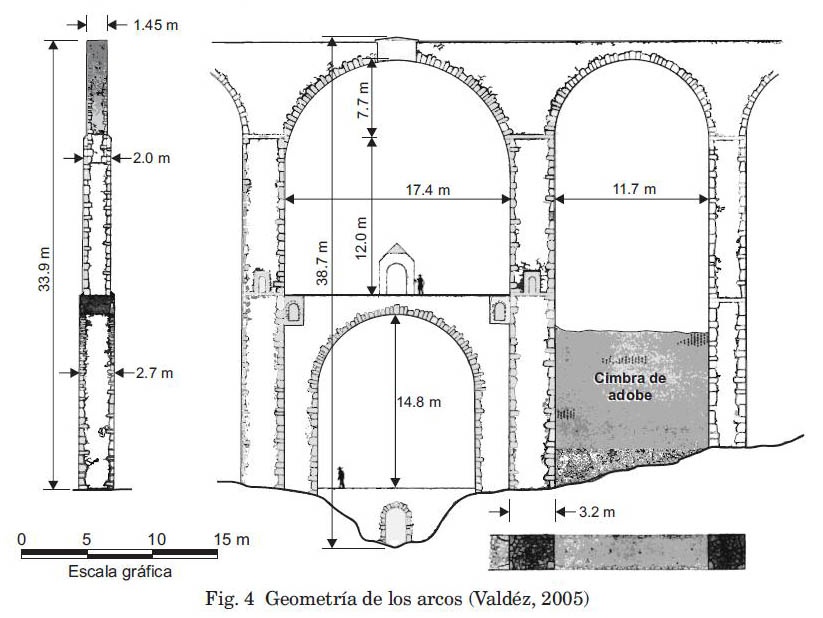 1.45 m
2.0 m
33.9 m
2.7 m
7.7 m
17.4 m
11.7 m
12.0 m
38.7 m
14.8 m
Cimbra de
adobe
3.2 m
0 5 10 15 m
Escala gráfica
Fig. 4 Geometría de los arcos (Valdéz, 2005)